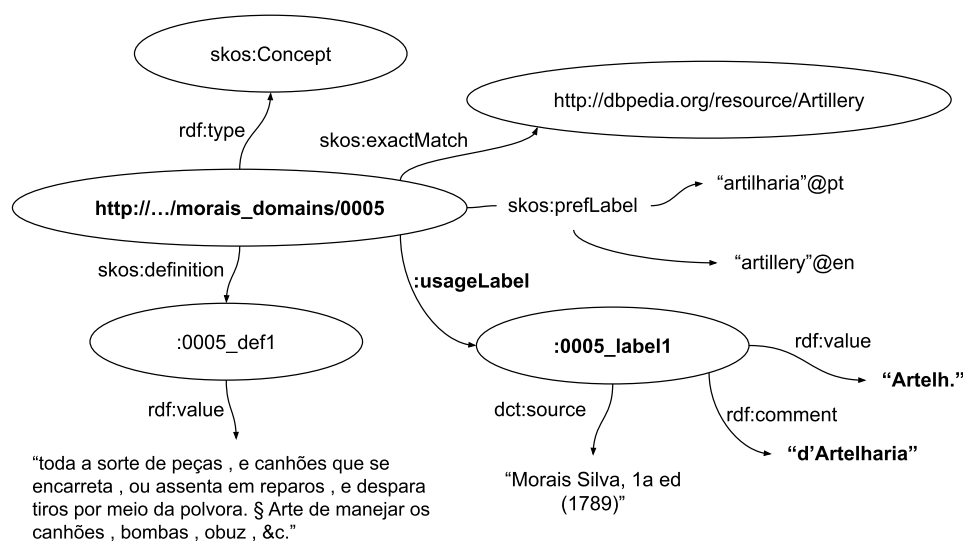 skos:Concept
http://dbpedia.org/resource/Artillery
rdf:type
skos:exactMatch
http://…/morais_domains/0005
skos:prefLabel
“artilharia”@pt
“artillery”@en
skos:definition
:usageLabel
:0005_def1
:0005_label1
rdf:value
“Artelh.”
rdf:value
dct:source
rdf:comment
“d’Artelharia”
“toda a sorte de peças , e canhões que se
encarreta , ou assenta em reparos , e despara
tiros por meio da polvora. § Arte de manejar os
canhões , bombas , obuz , &c.”
“Morais Silva, 1a ed
(1789)”